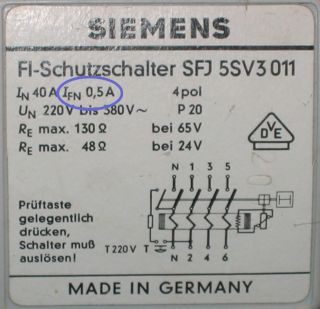 SIEMENS
FI-Schutzschalter SFJ 5SV3 011
IN 40 A IFN 0,5 A 4 pol
UN 220 V bis 380 V~ P 20
RE max. 130 Ω bei 65 V
RE max. 48 Ω bei 24 V
VDE
N 1 3 5
Prüftaste
gelegentlich
drücken,
Schalter muß
auslösen!
T 220 V T
N 2 4 6
MADE IN GERMANY